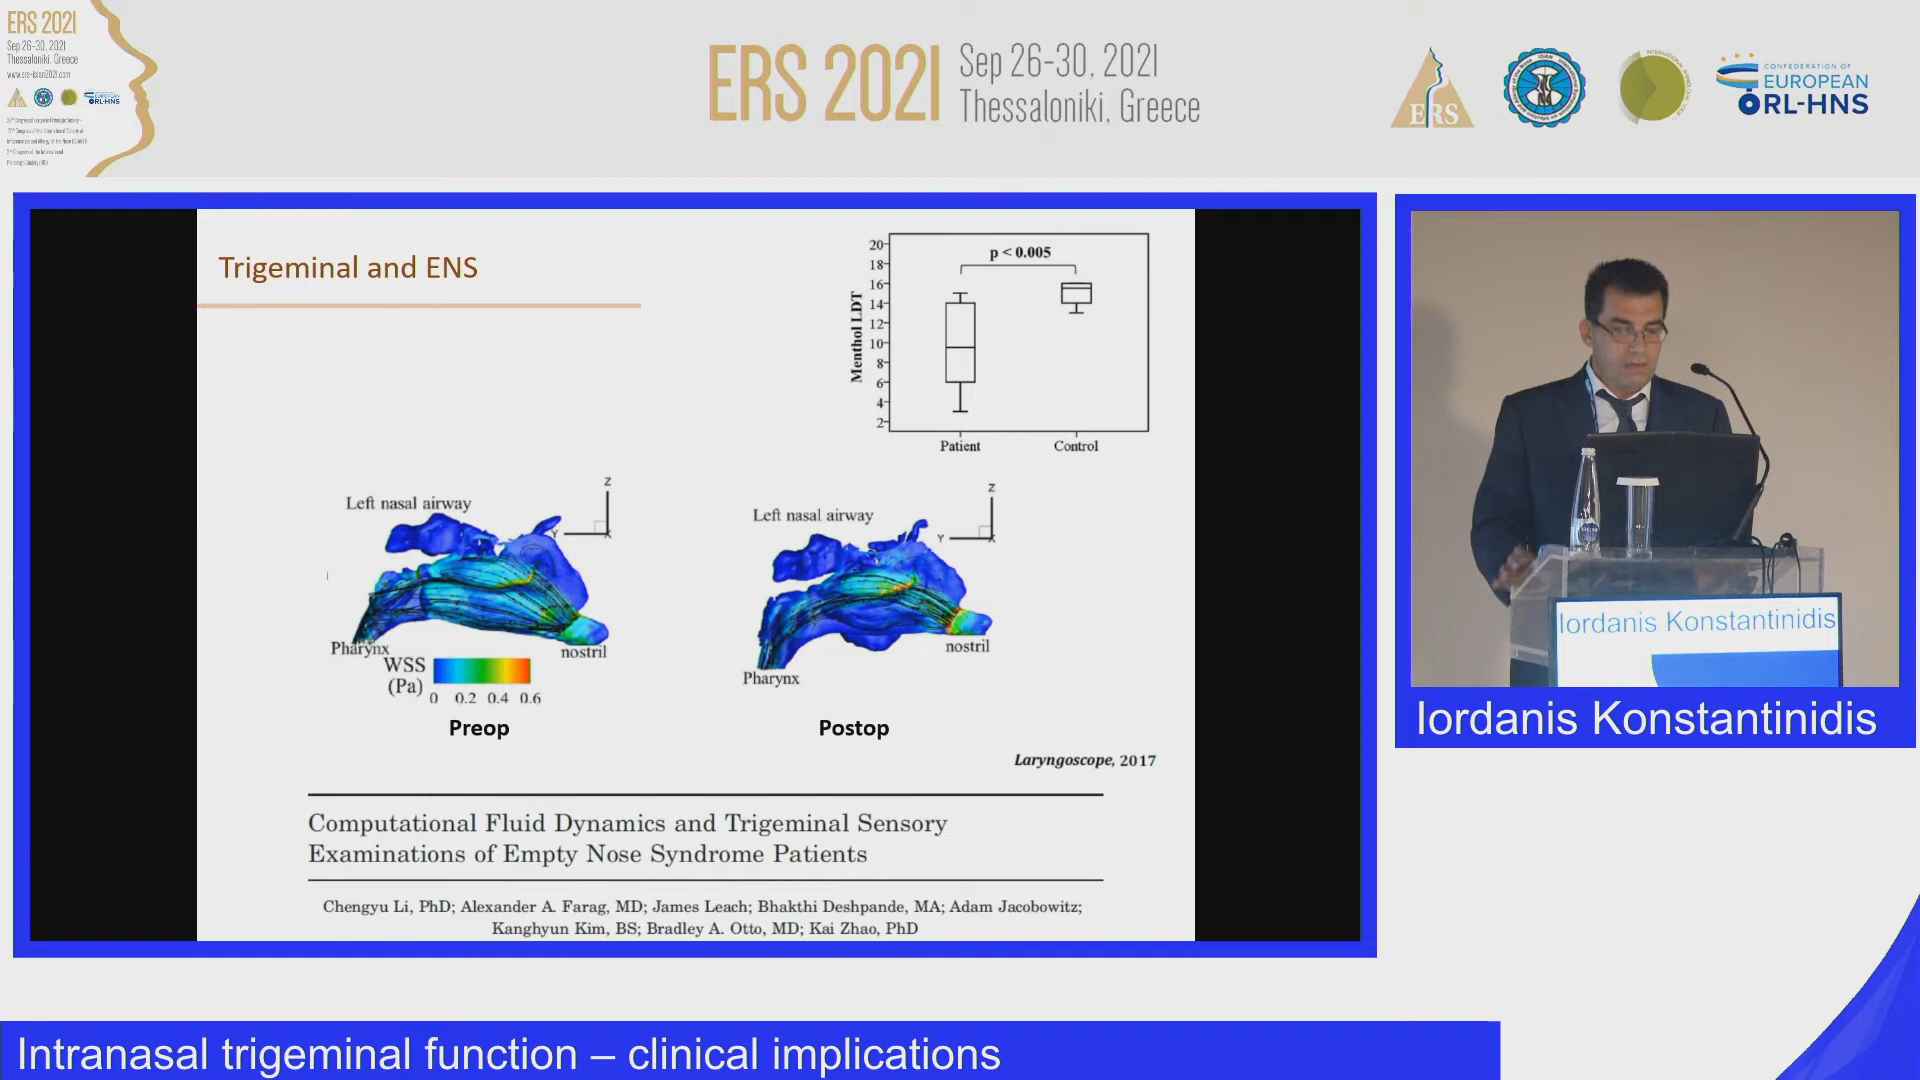 ERS 2021
Sep 26-30, 2021
Thessaloniki, Greece
www.ers-isian2021.com
ERS 2021
Sep 26-30, 2021
Thessaloniki, Greece
ERS
CONFEDERATION OF
EUROPEAN
ORL-HNS
Trigeminal and ENS
p < 0.005
Menthol LDT
20
18
16
14
12
10
8
6
4
2
Patient
Control
Left nasal airway
Z
Y
X
Pharynx
nostril
WSS
(Pa)
0 0.2 0.4 0.6
Preop
Left nasal airway
Z
Y
X
Pharynx
nostril
Postop
Laryngoscope, 2017
Computational Fluid Dynamics and Trigeminal Sensory
Examinations of Empty Nose Syndrome Patients
Chengyu Li, PhD; Alexander A. Farag, MD; James Leach; Bhakthi Deshpande, MA; Adam Jacobowitz;
Kanghyun Kim, BS; Bradley A. Otto, MD; Kai Zhao, PhD
Iordanis Konstantinidis
Iordanis Konstantinidis
Intranasal trigeminal function – clinical implications